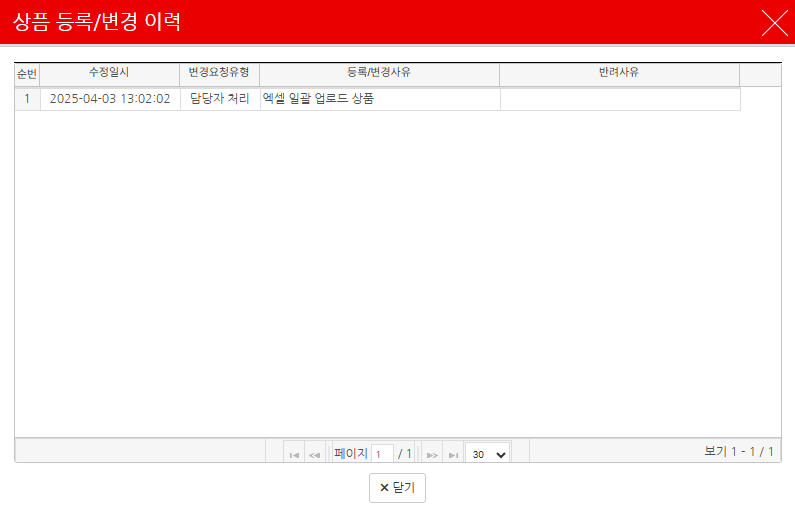 상품 등록/변경 이력
순번 수정일시 변경요청유형 등록/변경사유 반려사유
1 2025-04-03 13:02:02 담당자 처리 엑셀 일괄 업로드 상품
페이지 1 / 1 30 보기 1 - 1 / 1
× 닫기